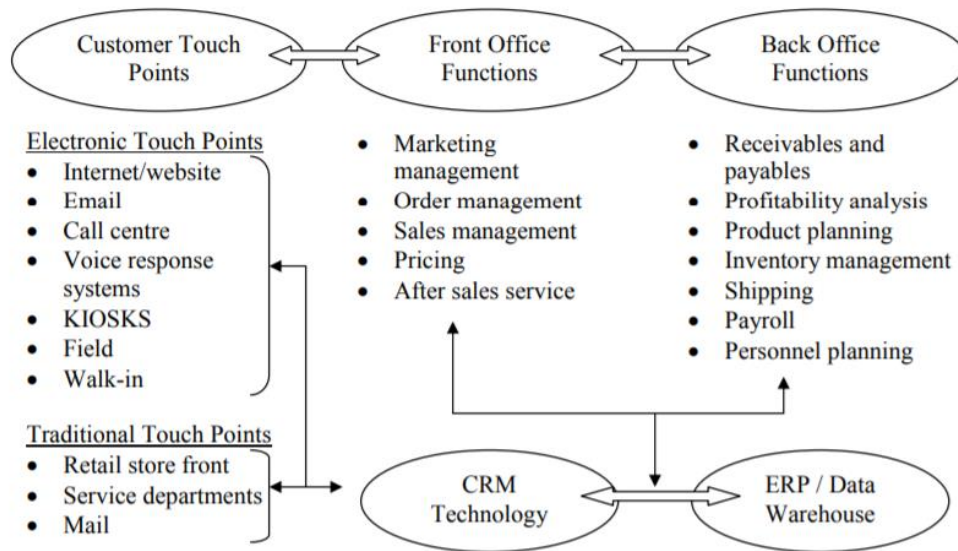 Customer Touch
Points
Front Office
Functions
Back Office
Functions
Electronic Touch Points
• Internet/website
• Email
• Call centre
• Voice response
systems
• KIOSKS
• Field
• Walk-in
Traditional Touch Points
• Retail store front
• Service departments
• Mail
• Marketing
management
• Order management
• Sales management
• Pricing
• After sales service
• Receivables and
payables
• Profitability analysis
• Product planning
• Inventory management
• Shipping
• Payroll
• Personnel planning
CRM
Technology
ERP / Data
Warehouse